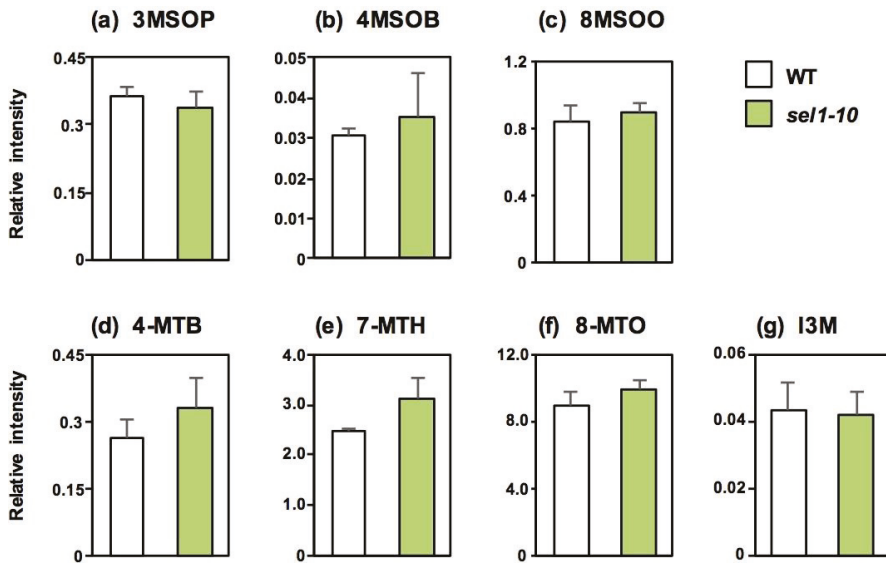 (a) 3MSOP
(b) 4MSOB
(c) 8MSOO
WT
sel1-10
Relative intensity
0.45
0.3
0.15
0
0.05
0.04
0.03
0.02
0.01
0
1.2
0.8
0.4
0
(d) 4-MTB
(e) 7-MTH
(f) 8-MTO
(g) I3M
Relative intensity
0.45
0.3
0.15
0
4.0
3.0
2.0
1.0
0
12.0
8.0
4.0
0
0.06
0.04
0.02
0